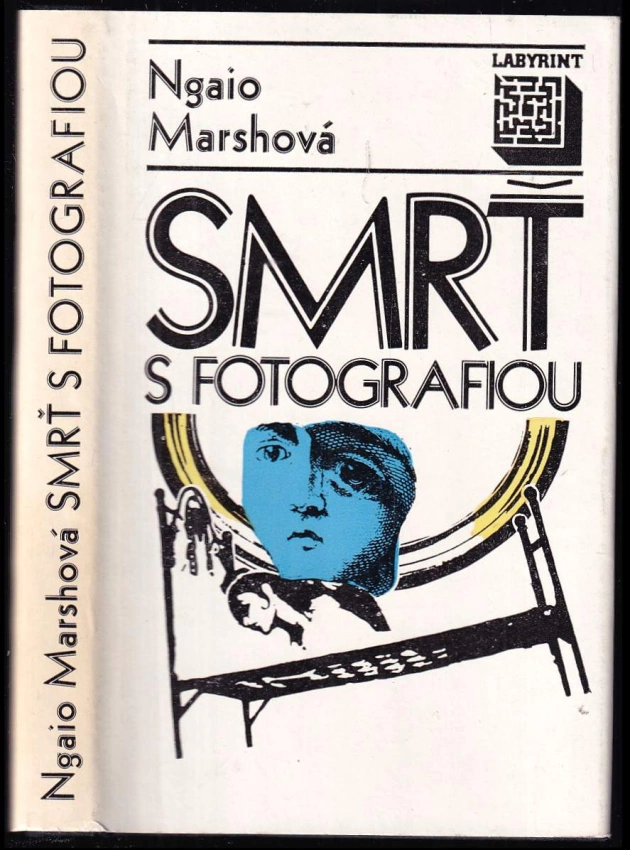 Ngaio Marshová SMRŤ S FOTOGRAFIOU
Ngaio
Marshová
LABYRINT
SMRŤ
S FOTOGRAFIOU